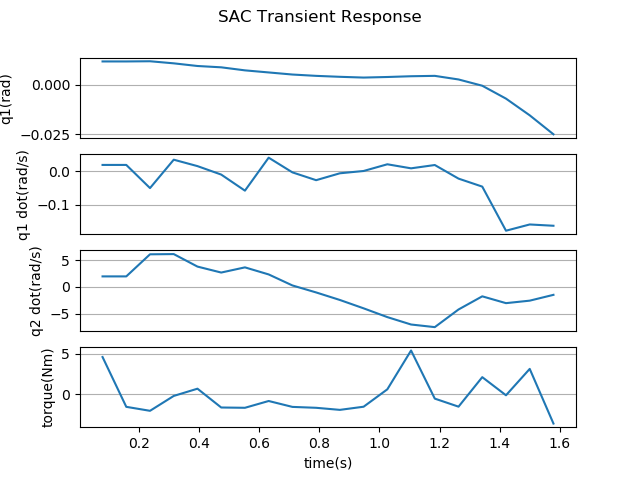 SAC Transient Response
q1(rad)
0.000
−0.025
q1 dot(rad/s)
0.0
−0.1
q2 dot(rad/s)
5
0
−5
torque(Nm)
5
0
0.2 0.4 0.6 0.8 1.0 1.2 1.4 1.6
time(s)